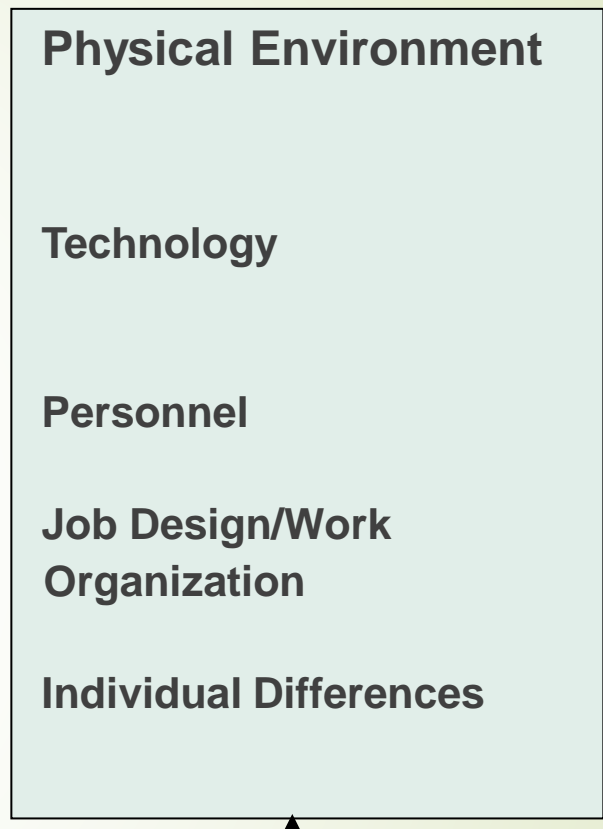 Physical Environment
Technology
Personnel
Job Design/Work
Organization
Individual Differences